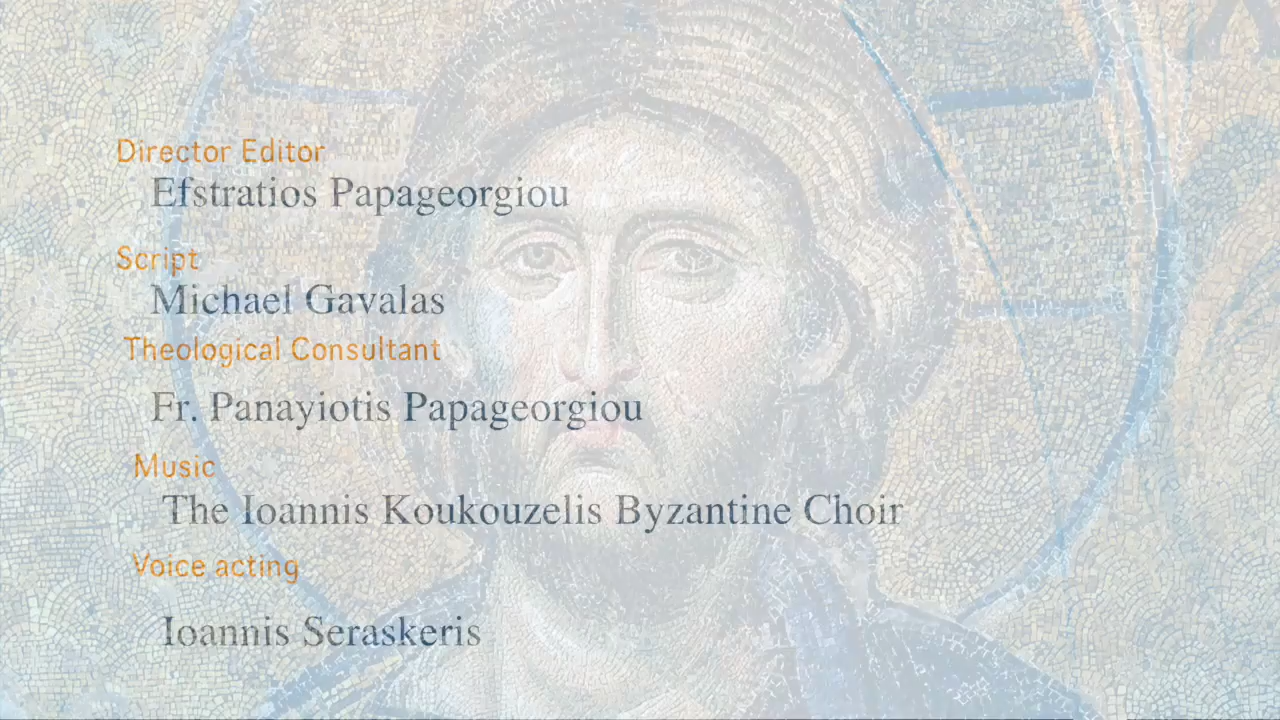 Director Editor
Efstratios Papageorgiou
Script
Michael Gavalas
Theological Consultant
Fr. Panayiotis Papageorgiou
Music
The Ioannis Koukouzelis Byzantine Choir
Voice acting
Ioannis Seraskeris